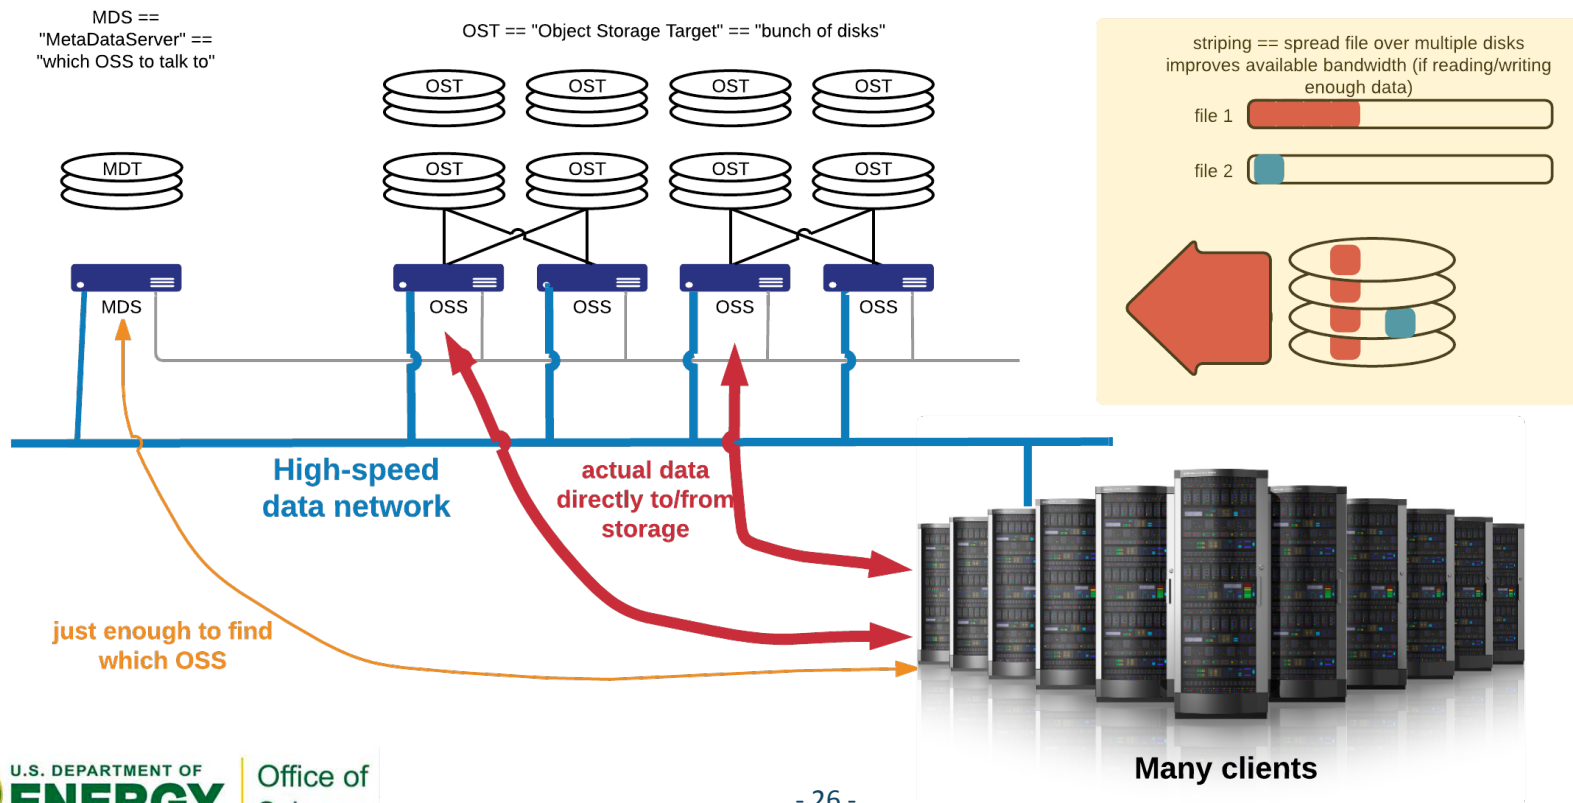 MDS ==
"MetaDataServer" ==
"which OSS to talk to"
OST == "Object Storage Target" == "bunch of disks"
striping == spread file over multiple disks
improves available bandwidth (if reading/writing
enough data)
file 1
file 2
OST
OST
OST
OST
MDT
OST
OST
OST
OST
MDS
OSS
OSS
OSS
OSS
High-speed
data network
actual data
directly to/from
storage
just enough to find
which OSS
Many clients
U.S. DEPARTMENT OF
ENERGY
Office of
- 26 -